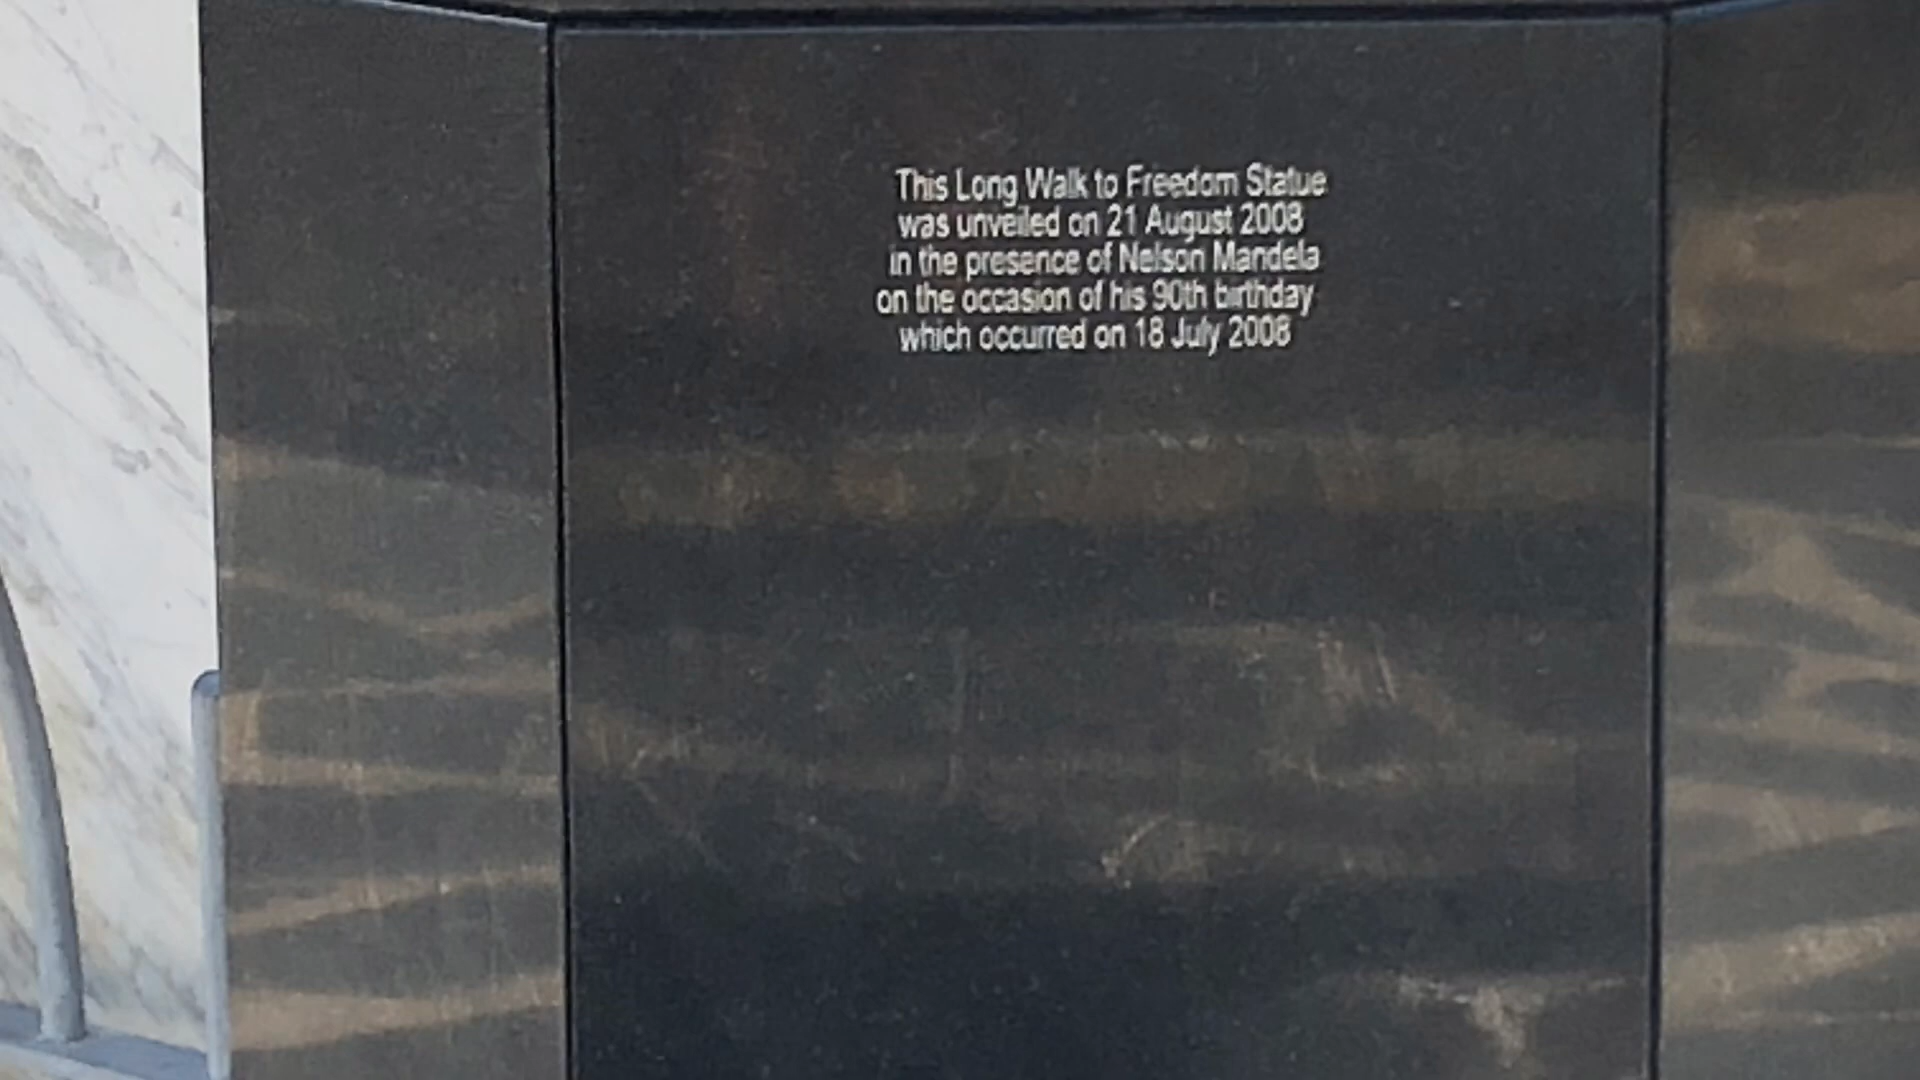 This Long Walk to Freedom Statue
was unveiled on 21 August 2008
in the presence of Nelson Mandela
on the occasion of his 90th birthday
which occurred on 18 July 2008